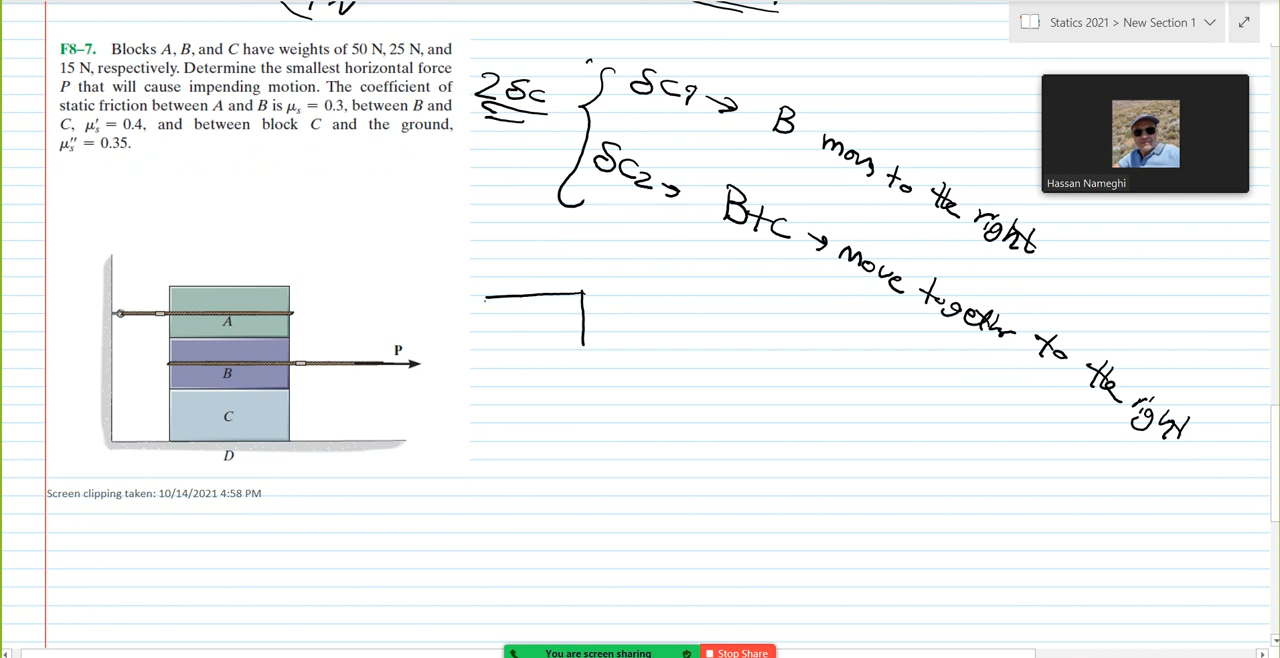 Statics 2021 > New Section 1
F8–7. Blocks A, B, and C have weights of 50 N, 25 N, and
15 N, respectively. Determine the smallest horizontal force
P that will cause impending motion. The coefficient of
static friction between A and B is μs = 0.3, between B and
C, μ′s = 0.4, and between block C and the ground,
μ″s = 0.35.
2δC
δC1 → B
move to the right
δC2 → B+C → move together to the right
Hassan Nameghi
A
P
B
C
D
Screen clipping taken: 10/14/2021 4:58 PM
You are screen sharing
Stop Share